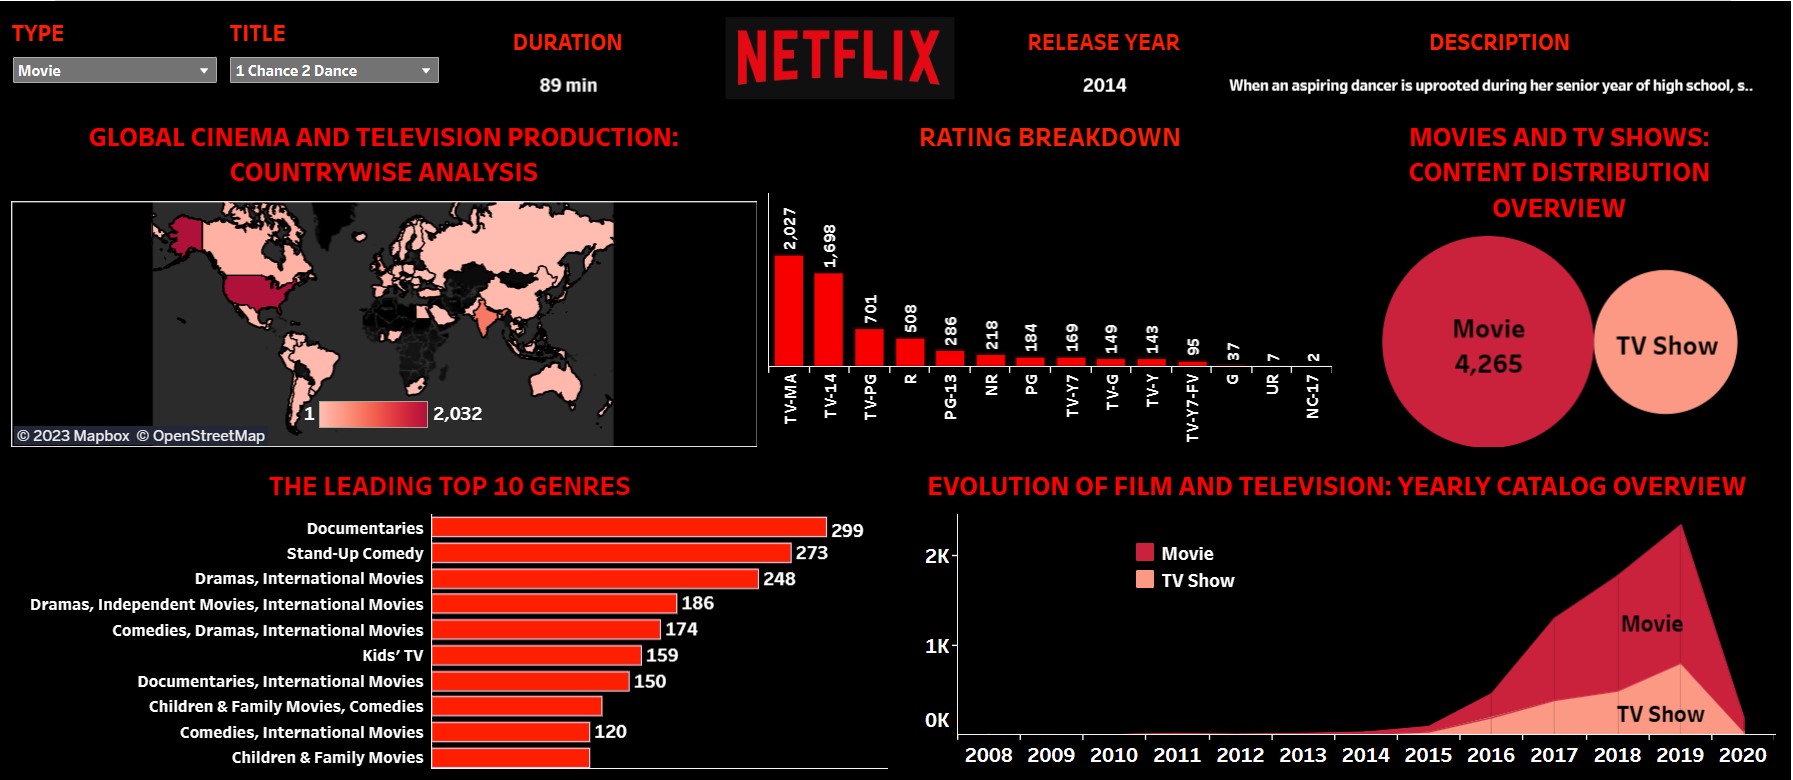 TYPE
TITLE
DURATION
NETFLIX
RELEASE YEAR
DESCRIPTION
Movie
1 Chance 2 Dance
89 min
2014
When an aspiring dancer is uprooted during her senior year of high school, s..
GLOBAL CINEMA AND TELEVISION PRODUCTION:
COUNTRYWISE ANALYSIS
1
2,032
© 2023 Mapbox © OpenStreetMap
RATING BREAKDOWN
2,027
1,698
701
508
286
218
184
169
149
143
95
37
7
2
TV-MA
TV-14
TV-PG
R
PG-13
NR
PG
TV-Y7
TV-G
TV-Y
TV-Y7-FV
G
UR
NC-17
MOVIES AND TV SHOWS:
CONTENT DISTRIBUTION
OVERVIEW
Movie
4,265
TV Show
THE LEADING TOP 10 GENRES
Documentaries 299
Stand-Up Comedy 273
Dramas, International Movies 248
Dramas, Independent Movies, International Movies 186
Comedies, Dramas, International Movies 174
Kids’ TV 159
Documentaries, International Movies 150
Children & Family Movies, Comedies
Comedies, International Movies 120
Children & Family Movies
EVOLUTION OF FILM AND TELEVISION: YEARLY CATALOG OVERVIEW
Movie
TV Show
2K
1K
0K
Movie
TV Show
2008 2009 2010 2011 2012 2013 2014 2015 2016 2017 2018 2019 2020